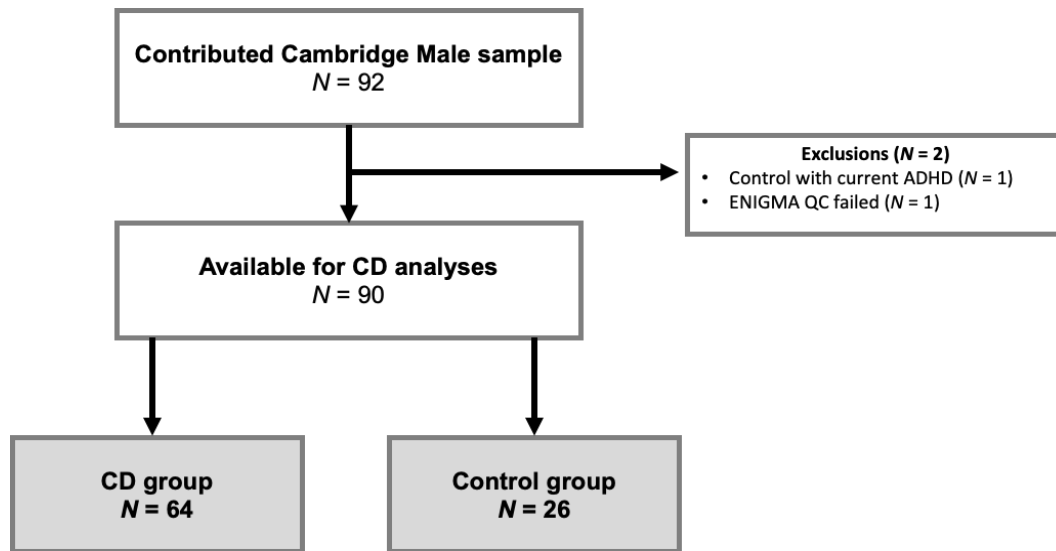 Contributed Cambridge Male sample
N = 92
Exclusions (N = 2)
• Control with current ADHD (N = 1)
• ENIGMA QC failed (N = 1)
Available for CD analyses
N = 90
CD group
N = 64
Control group
N = 26